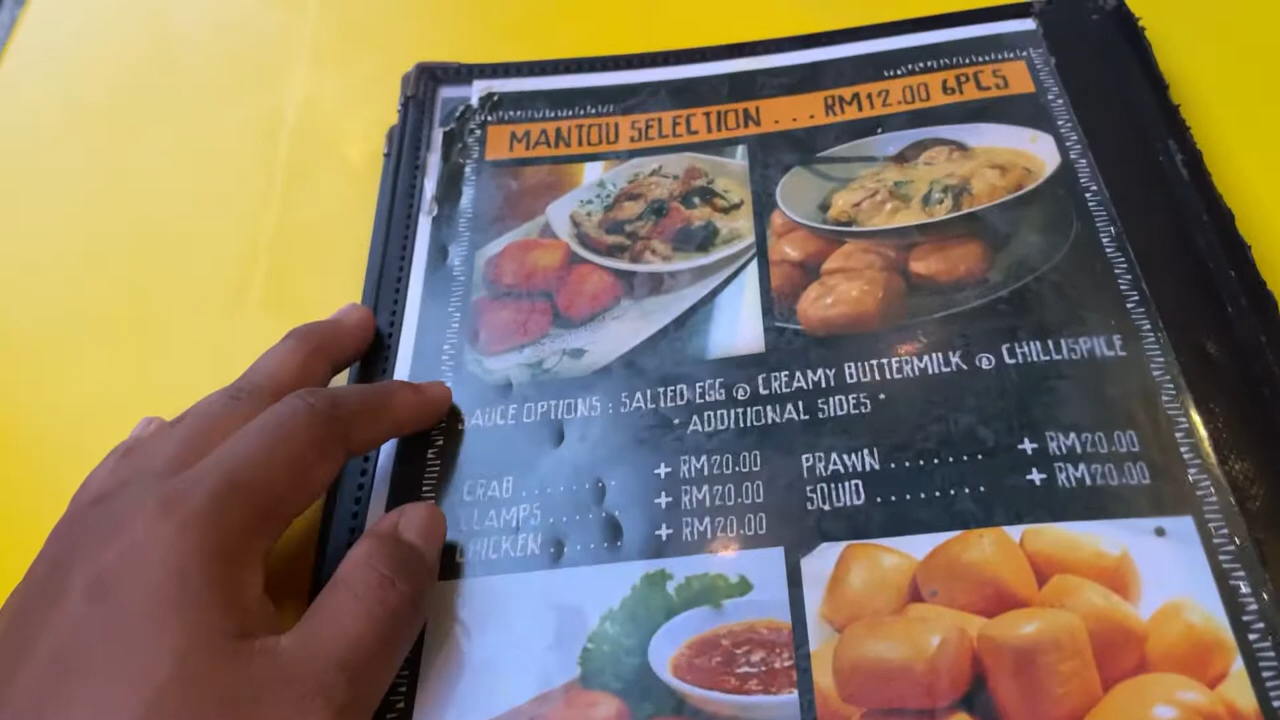 MANTOU SELECTION ... RM12.00 6PCS
SAUCE OPTIONS : SALTED EGG @ CREAMY BUTTERMILK @ CHILLISPICE
* ADDITIONAL SIDES *
CRAB ........ + RM20.00
CLAMPS ...... + RM20.00
CHICKEN ...... + RM20.00
PRAWN ....... + RM20.00
SQUID ........ + RM20.00